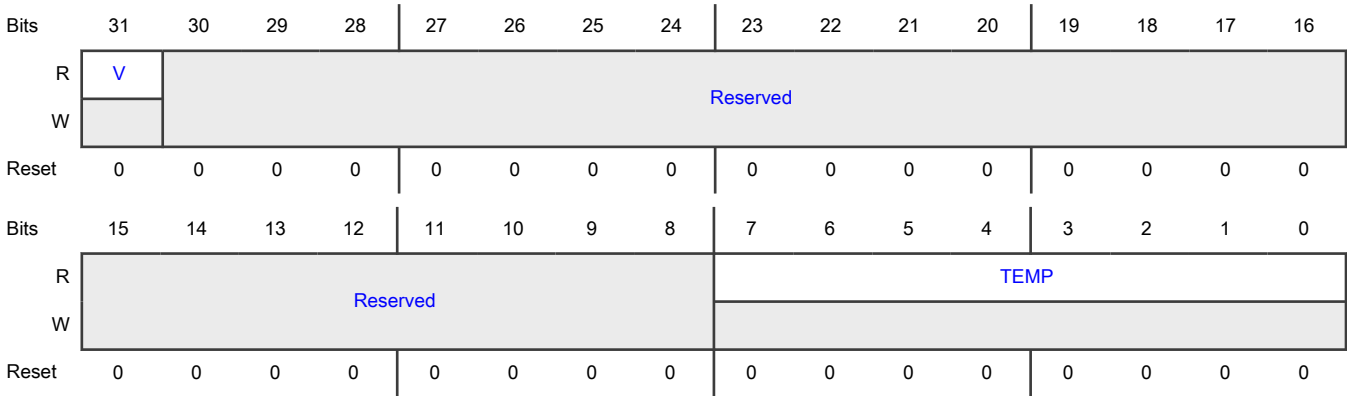 Bits 31 30 29 28 27 26 25 24 23 22 21 20 19 18 17 16
R V
Reserved
W
Reset 0 0 0 0 0 0 0 0 0 0 0 0 0 0 0 0
Bits 15 14 13 12 11 10 9 8 7 6 5 4 3 2 1 0
R TEMP
Reserved
W
Reset 0 0 0 0 0 0 0 0 0 0 0 0 0 0 0 0